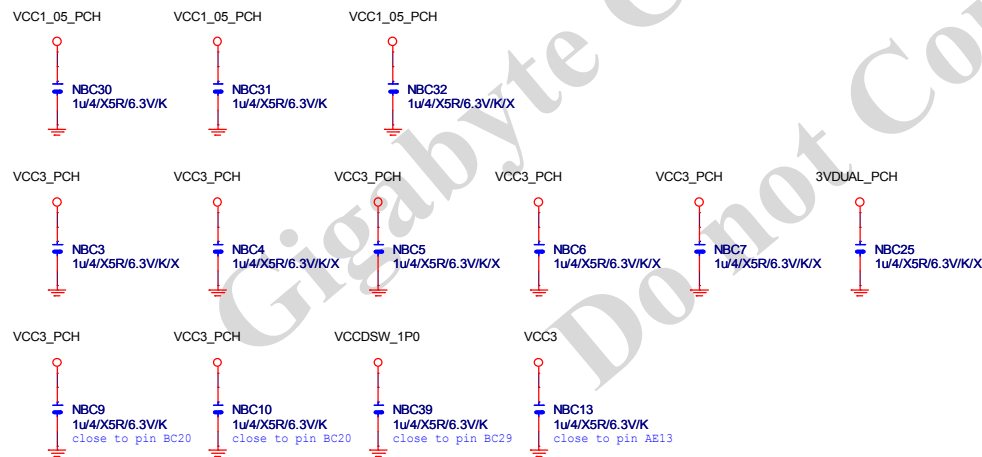 VCC1_05_PCH VCC1_05_PCH VCC1_05_PCH
NBC30 NBC31 NBC32
1u/4/X5R/6.3V/K 1u/4/X5R/6.3V/K 1u/4/X5R/6.3V/K/X
VCC3_PCH VCC3_PCH VCC3_PCH VCC3_PCH VCC3_PCH 3VDUAL_PCH
NBC3 NBC4 NBC5 NBC6 NBC7 NBC25
1u/4/X5R/6.3V/K/X 1u/4/X5R/6.3V/K/X 1u/4/X5R/6.3V/K/X 1u/4/X5R/6.3V/K/X 1u/4/X5R/6.3V/K/X 1u/4/X5R/6.3V/K/X
VCC3_PCH VCC3_PCH VCCDSW_1P0 VCC3
NBC9 NBC10 NBC39 NBC13
1u/4/X5R/6.3V/K 1u/4/X5R/6.3V/K 1u/4/X5R/6.3V/K 1u/4/X5R/6.3V/K
close to pin BC20 close to pin BC20 close to pin BC29 close to pin AE13
Gigabyte C
Do not Co